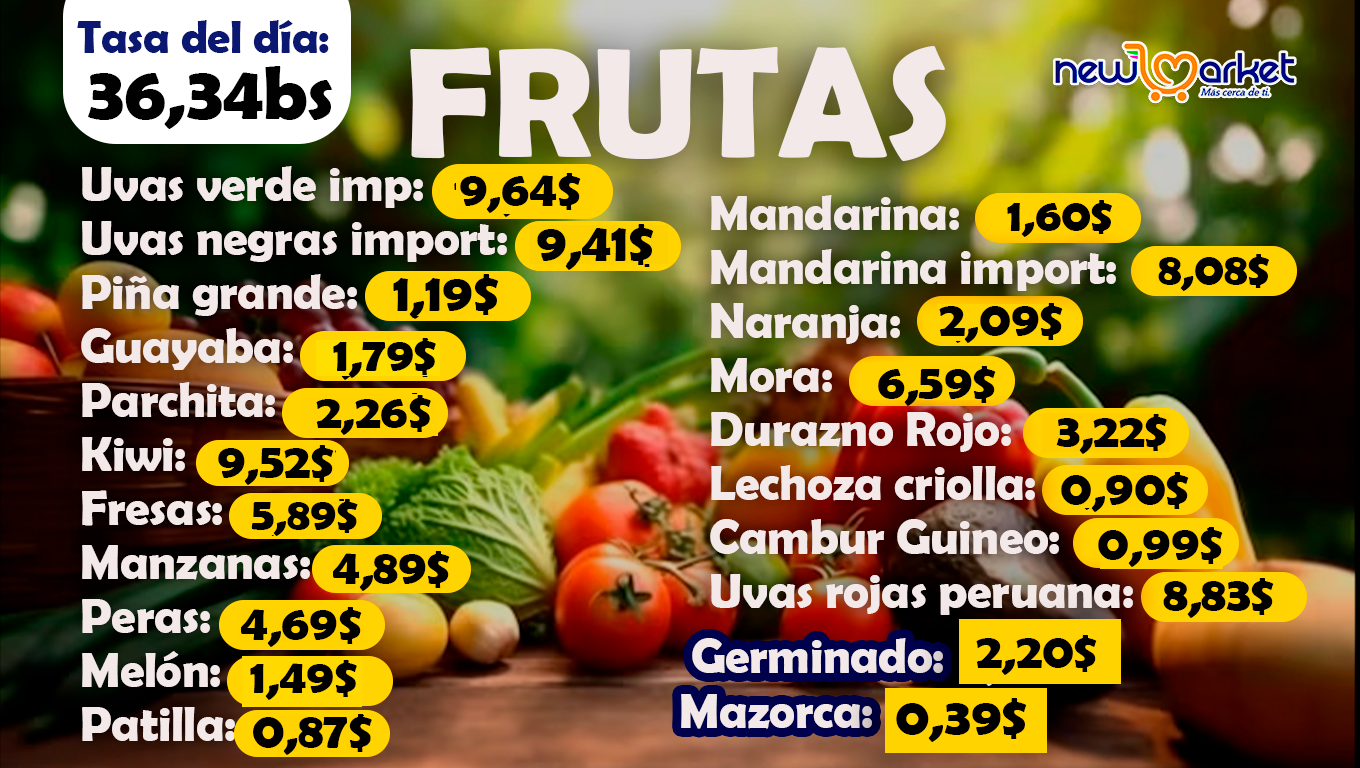 Tasa del día:
36,34bs
FRUTAS
newmarket
Más cerca de ti.
Uvas verde imp: 9,64$
Uvas negras import: 9,41$
Piña grande: 1,19$
Guayaba: 1,79$
Parchita: 2,26$
Kiwi: 9,52$
Fresas: 5,89$
Manzanas: 4,89$
Peras: 4,69$
Melón: 1,49$
Patilla: 0,87$
Mandarina: 1,60$
Mandarina import: 8,08$
Naranja: 2,09$
Mora: 6,59$
Durazno Rojo: 3,22$
Lechoza criolla: 0,90$
Cambur Guineo: 0,99$
Uvas rojas peruana: 8,83$
Germinado: 2,20$
Mazorca: 0,39$